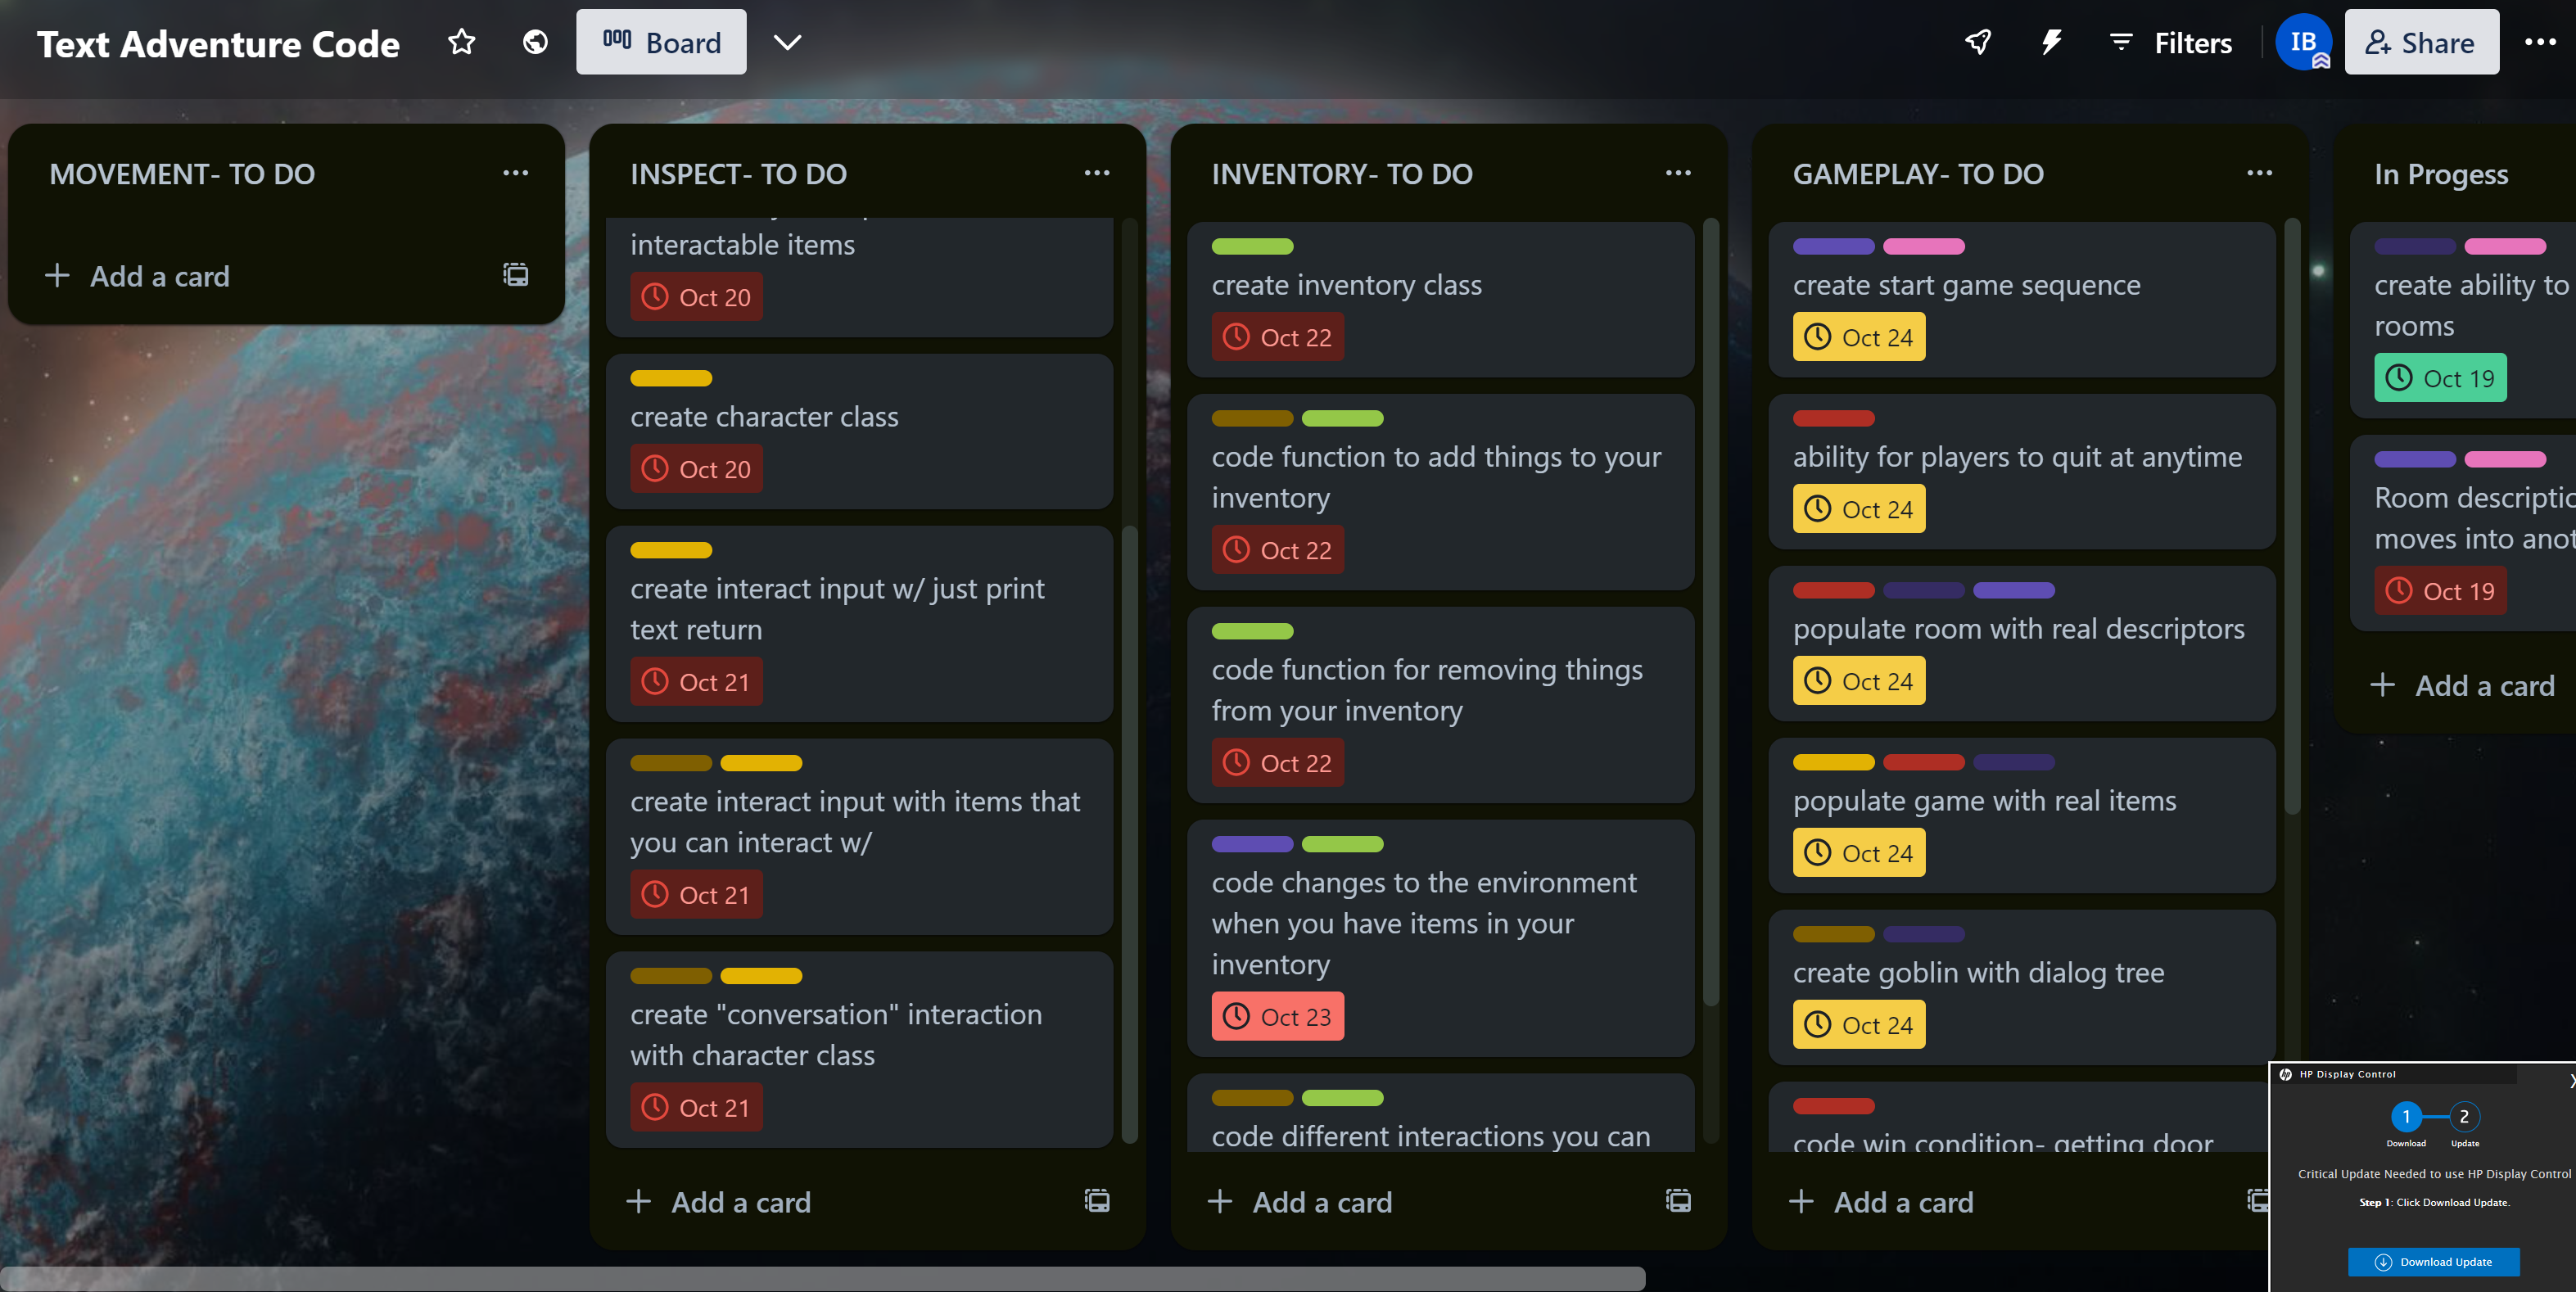 Text Adventure Code
Board
Filters
IB
Share
MOVEMENT- TO DO
Add a card
INSPECT- TO DO
interactable items
Oct 20
create character class
Oct 20
create interact input w/ just print
text return
Oct 21
create interact input with items that
you can interact w/
Oct 21
create "conversation" interaction
with character class
Oct 21
Add a card
INVENTORY- TO DO
create inventory class
Oct 22
code function to add things to your
inventory
Oct 22
code function for removing things
from your inventory
Oct 22
code changes to the environment
when you have items in your
inventory
Oct 23
code different interactions you can
Add a card
GAMEPLAY- TO DO
create start game sequence
Oct 24
ability for players to quit at anytime
Oct 24
populate room with real descriptors
Oct 24
populate game with real items
Oct 24
create goblin with dialog tree
Oct 24
code win condition- getting door
Add a card
In Progess
create ability to
rooms
Oct 19
Room descriptio
moves into anot
Oct 19
Add a card
hp HP Display Control
1 2
Download Update
Critical Update Needed to use HP Display Control
Step 1: Click Download Update.
Download Update